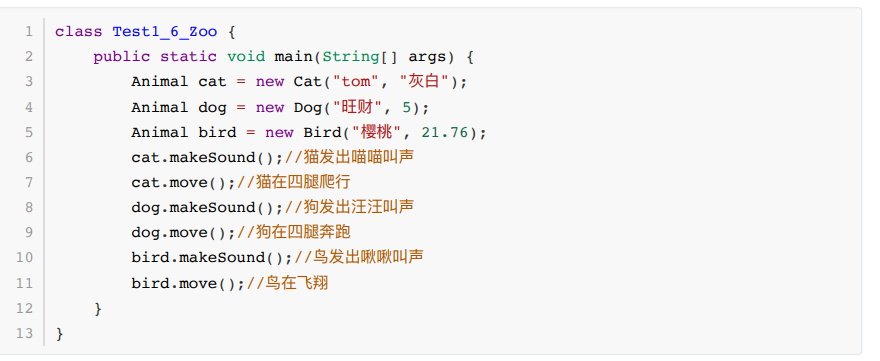 1 class Test1_6_Zoo {
2 public static void main(String[] args) {
3 Animal cat = new Cat("tom", "灰白");
4 Animal dog = new Dog("旺财", 5);
5 Animal bird = new Bird("樱桃", 21.76);
6 cat.makeSound();//猫发出喵喵叫声
7 cat.move();//猫在四腿爬行
8 dog.makeSound();//狗发出汪汪叫声
9 dog.move();//狗在四腿奔跑
10 bird.makeSound();//鸟发出啾啾叫声
11 bird.move();//鸟在飞翔
12 }
13 }